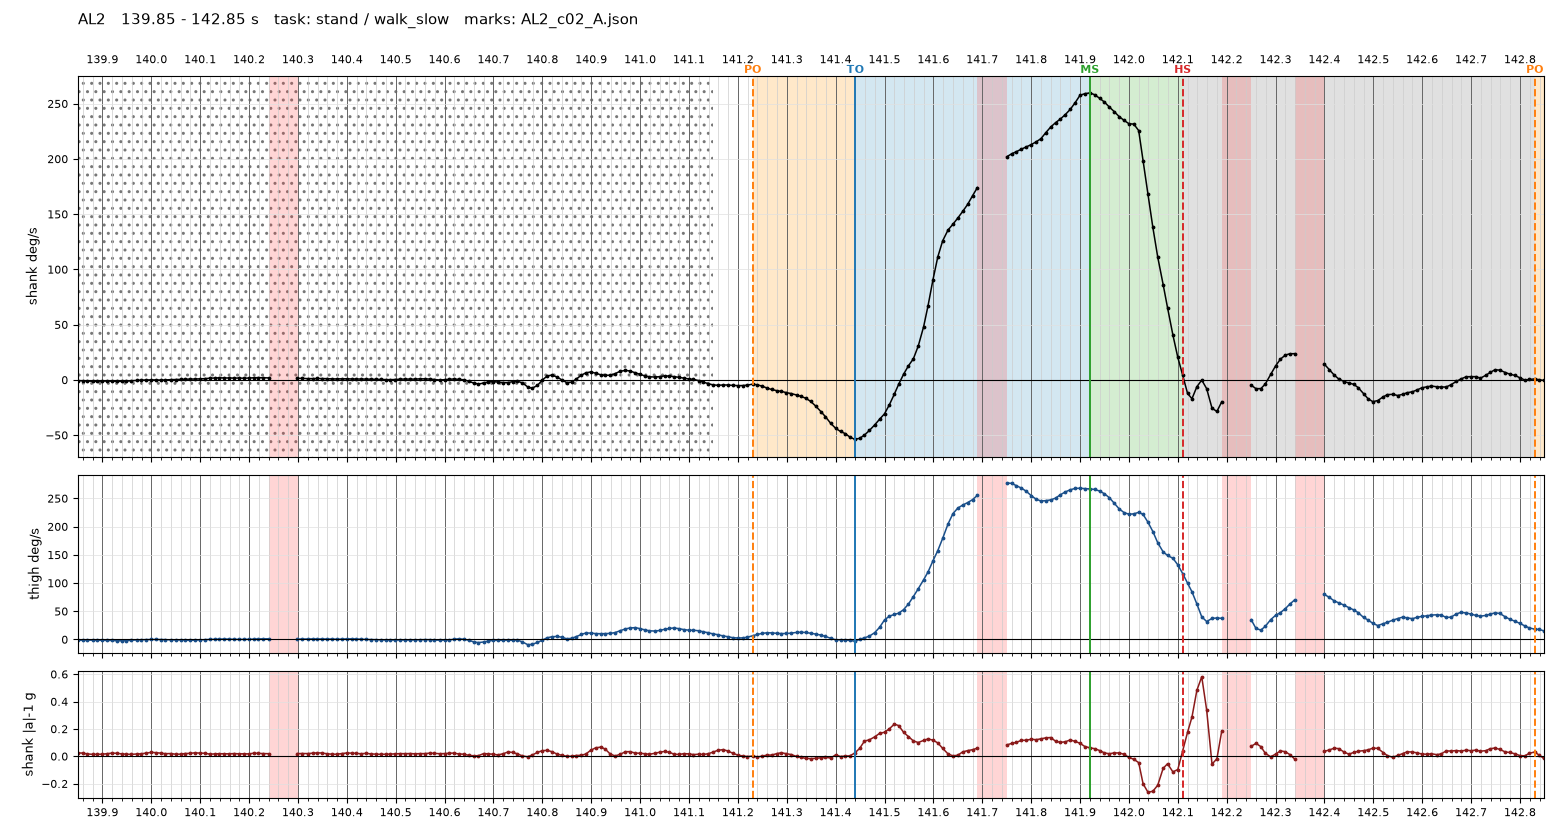 AL2   139.85 - 142.85 s   task: stand / walk_slow   marks: AL2_c02_A.json
139.9 140.0 140.1 140.2 140.3 140.4 140.5 140.6 140.7 140.8 140.9 141.0 141.1 141.2 141.3 141.4 141.5 141.6 141.7 141.8 141.9 142.0 142.1 142.2 142.3 142.4 142.5 142.6 142.7 142.8
PO TO MS HS PO
250
200
150
100
50
0
−50
shank deg/s
250
200
150
100
50
0
thigh deg/s
0.6
0.4
0.2
0.0
−0.2
shank |a|-1 g
139.9 140.0 140.1 140.2 140.3 140.4 140.5 140.6 140.7 140.8 140.9 141.0 141.1 141.2 141.3 141.4 141.5 141.6 141.7 141.8 141.9 142.0 142.1 142.2 142.3 142.4 142.5 142.6 142.7 142.8